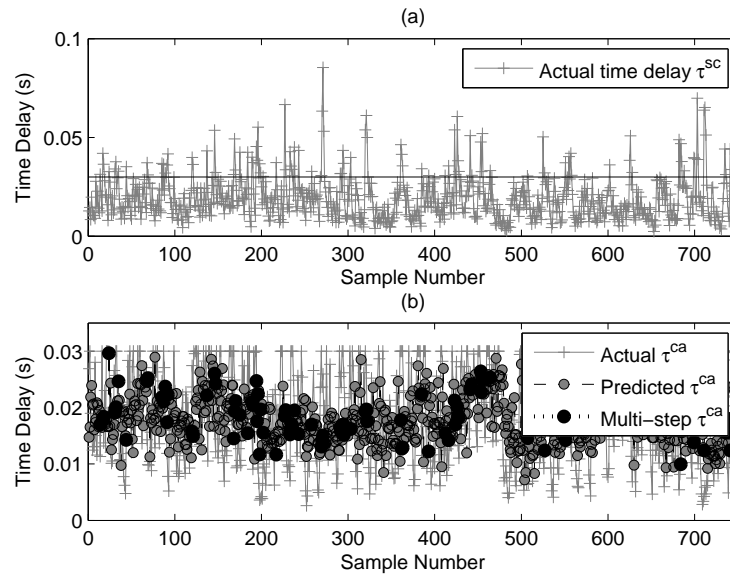 (a)
0.1
0.05
0
Time Delay (s)
Actual time delay τ^sc
0 100 200 300 400 500 600 700
Sample Number
(b)
0.03
0.02
0.01
0
Time Delay (s)
Actual τ^ca
Predicted τ^ca
Multi−step τ^ca
0 100 200 300 400 500 600 700
Sample Number